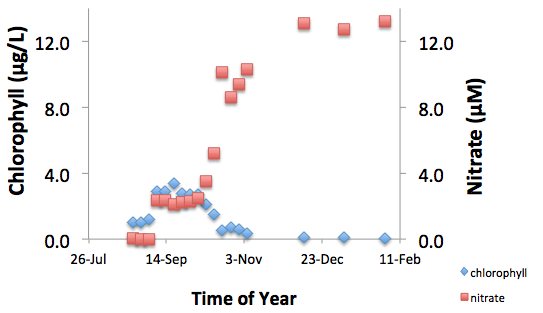 Chlorophyll (µg/L)
12.0
8.0
4.0
0.0
12.0
8.0
4.0
0.0
Nitrate (µM)
26-Jul 14-Sep 3-Nov 23-Dec 11-Feb
Time of Year
chlorophyll
nitrate